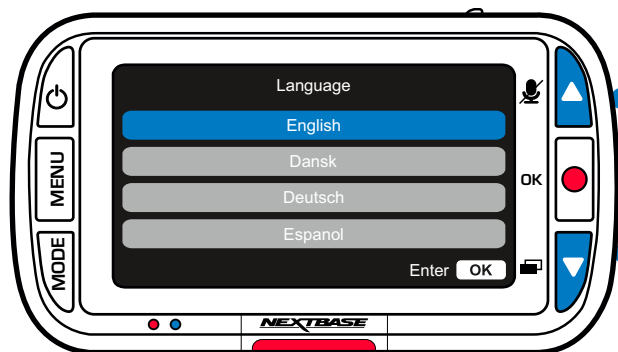 Language
English
Dansk
Deutsch
Espanol
Enter OK
MENU
MODE
OK
NEXTBASE